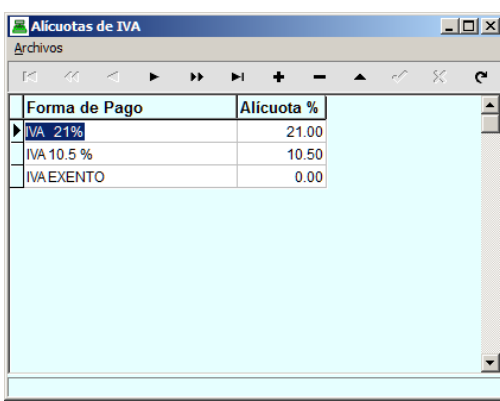 Alícuotas de IVA
Archivos
Forma de Pago Alícuota %
IVA 21% 21.00
IVA 10.5 % 10.50
IVA EXENTO 0.00